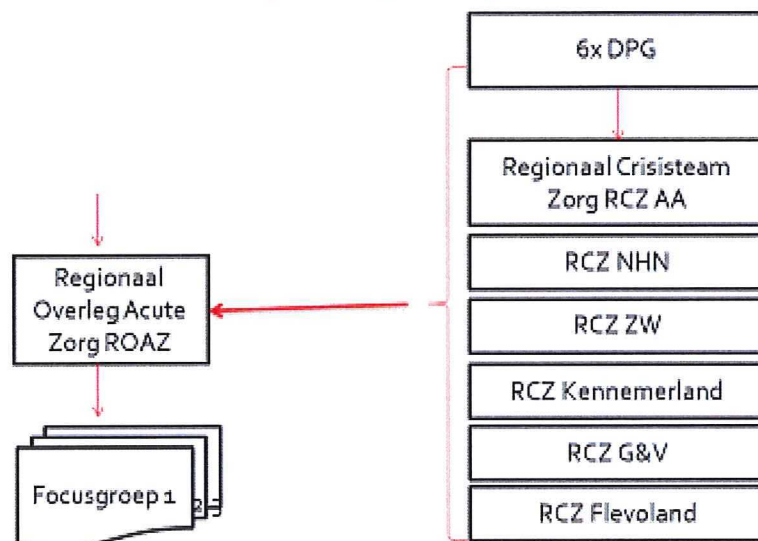 6x DPG
Regionaal Crisisteam
Zorg RCZ AA
RCZ NHN
RCZ ZW
RCZ Kennemerland
RCZ G&V
RCZ Flevoland
Regionaal
Overleg Acute
Zorg ROAZ
Focusgroep 1